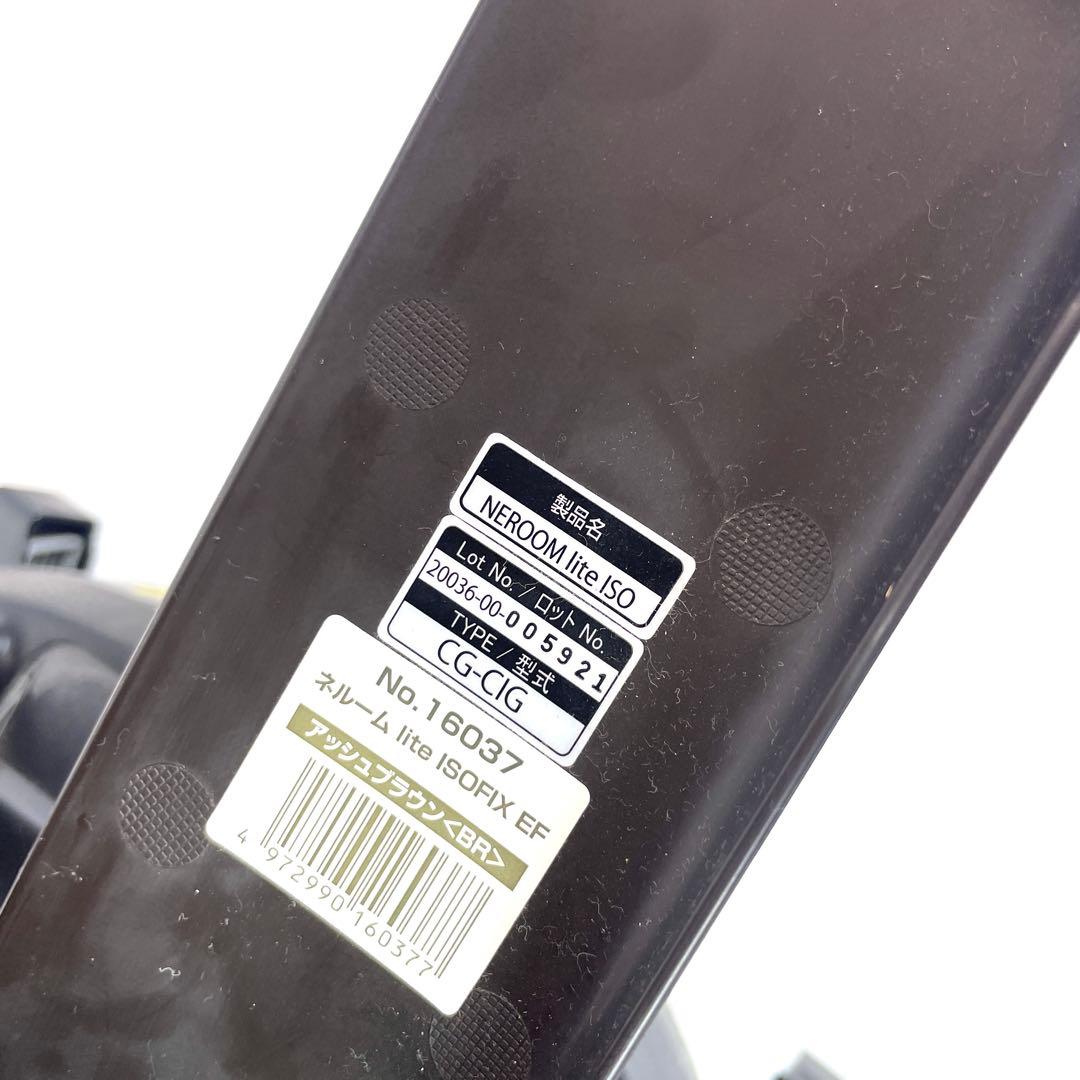 製品名
NEROOM lite ISO
Lot No. / ロット No.
20036-00-005921
TYPE / 型式
CG-CIG
No.16037
ネルーム lite ISOFIX EF
アッシュブラウン<BR>
4 972990 160377